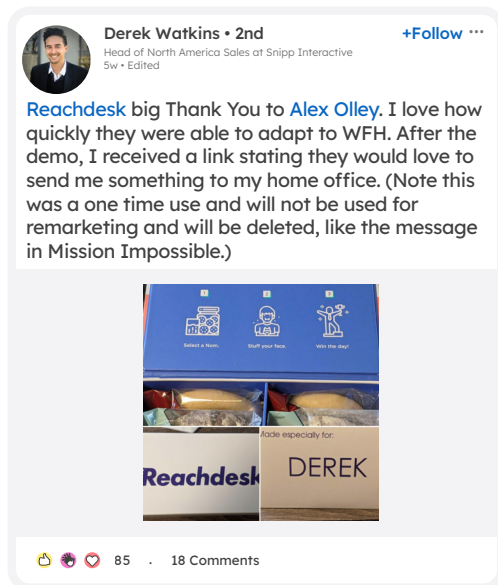 Derek Watkins • 2nd
+Follow
Head of North America Sales at Snipp Interactive
5w • Edited
Reachdesk big Thank You to Alex Olley. I love how
quickly they were able to adapt to WFH. After the
demo, I received a link stating they would love to
send me something to my home office. (Note this
was a one time use and will not be used for
remarketing and will be deleted, like the message
in Mission Impossible.)
1 2 3
Select a Nom. Stuff your face. Win the day!
Reachdesk
Made especially for:
DEREK
85 . 18 Comments